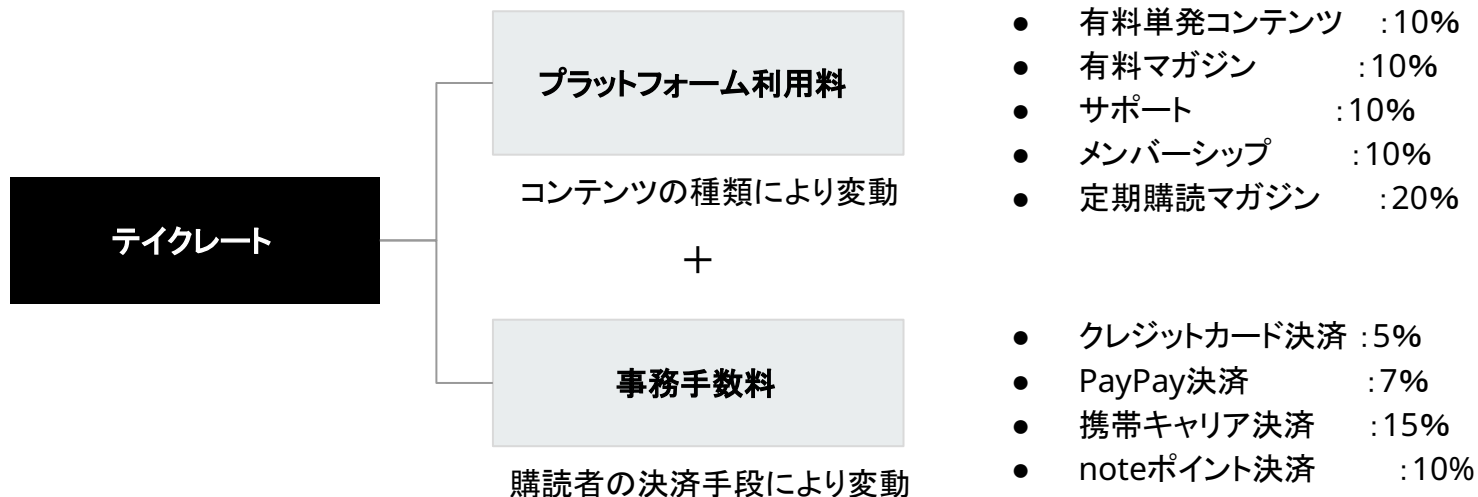 テイクレート
プラットフォーム利用料
コンテンツの種類により変動
＋
事務手数料
購読者の決済手段により変動
● 有料単発コンテンツ :10%
● 有料マガジン :10%
● サポート :10%
● メンバーシップ :10%
● 定期購読マガジン :20%
● クレジットカード決済 :5%
● PayPay決済 :7%
● 携帯キャリア決済 :15%
● noteポイント決済 :10%